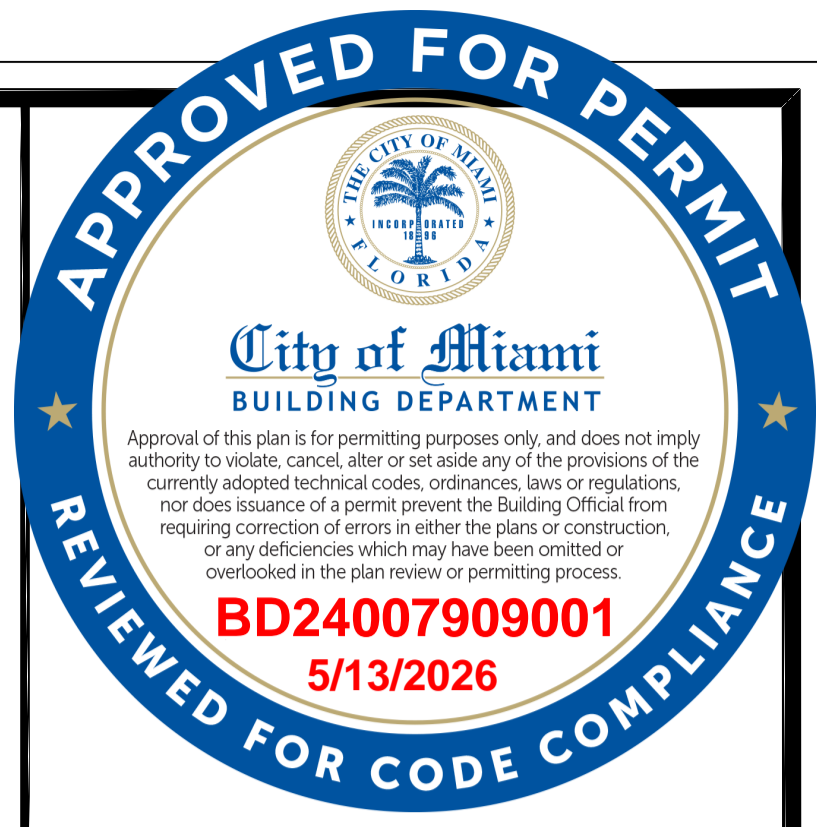 APPROVED FOR PERMIT
THE CITY OF MIAMI
INCORPORATED
1896
FLORIDA
City of Miami
BUILDING DEPARTMENT
Approval of this plan is for permitting purposes only, and does not imply
authority to violate, cancel, alter or set aside any of the provisions of the
currently adopted technical codes, ordinances, laws or regulations,
nor does issuance of a permit prevent the Building Official from
requiring correction of errors in either the plans or construction,
or any deficiencies which may have been omitted or
overlooked in the plan review or permitting process.
BD24007909001
5/13/2026
REVIEWED FOR CODE COMPLIANCE